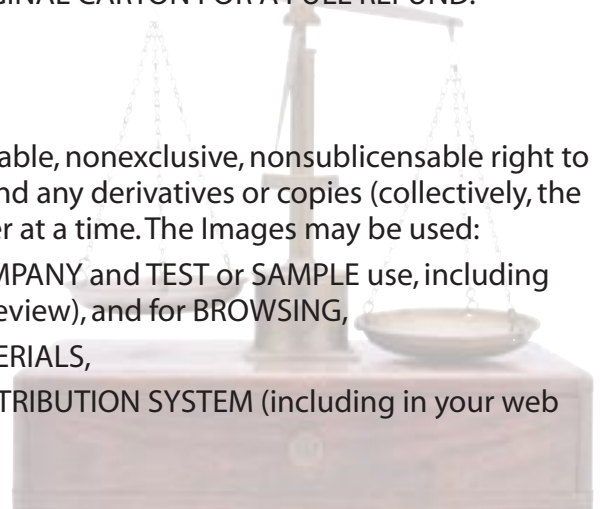 GINAL CARTON FOR A FULL REFUND.
able, nonexclusive, nonsublicensable right to
nd any derivatives or copies (collectively, the
er at a time. The Images may be used:
MPANY and TEST or SAMPLE use, including
eview), and for BROWSING,
ERIALS,
TRIBUTION SYSTEM (including in your web